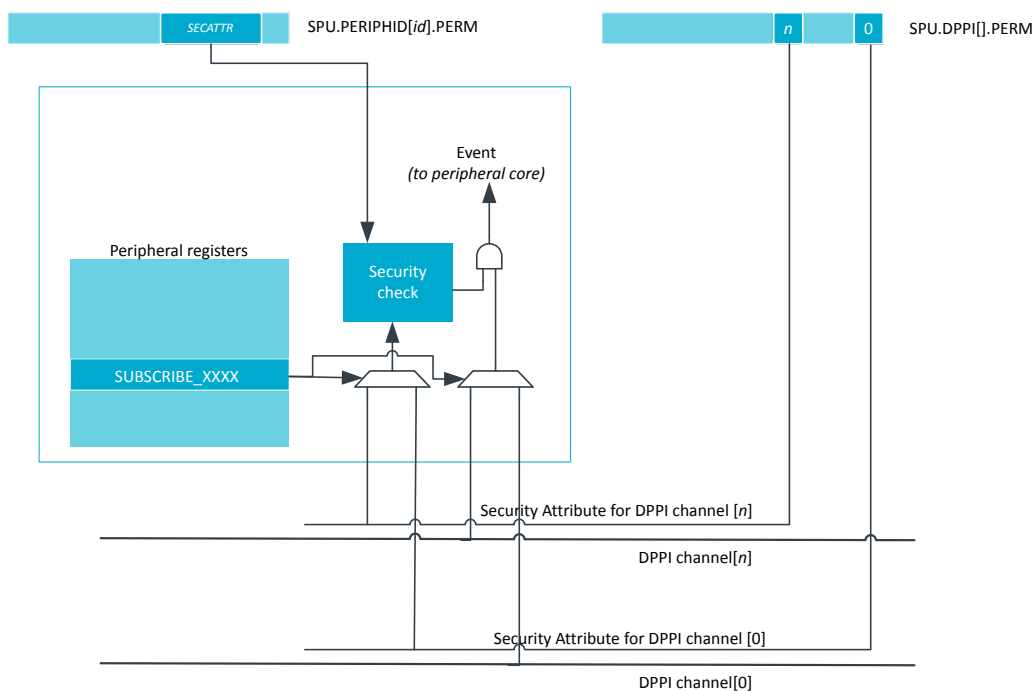 SECATTR
SPU.PERIPHID[id].PERM
n
0
SPU.DPPI[].PERM
Event
(to peripheral core)
Peripheral registers
Security
check
SUBSCRIBE_XXXX
Security Attribute for DPPI channel [n]
DPPI channel[n]
Security Attribute for DPPI channel [0]
DPPI channel[0]